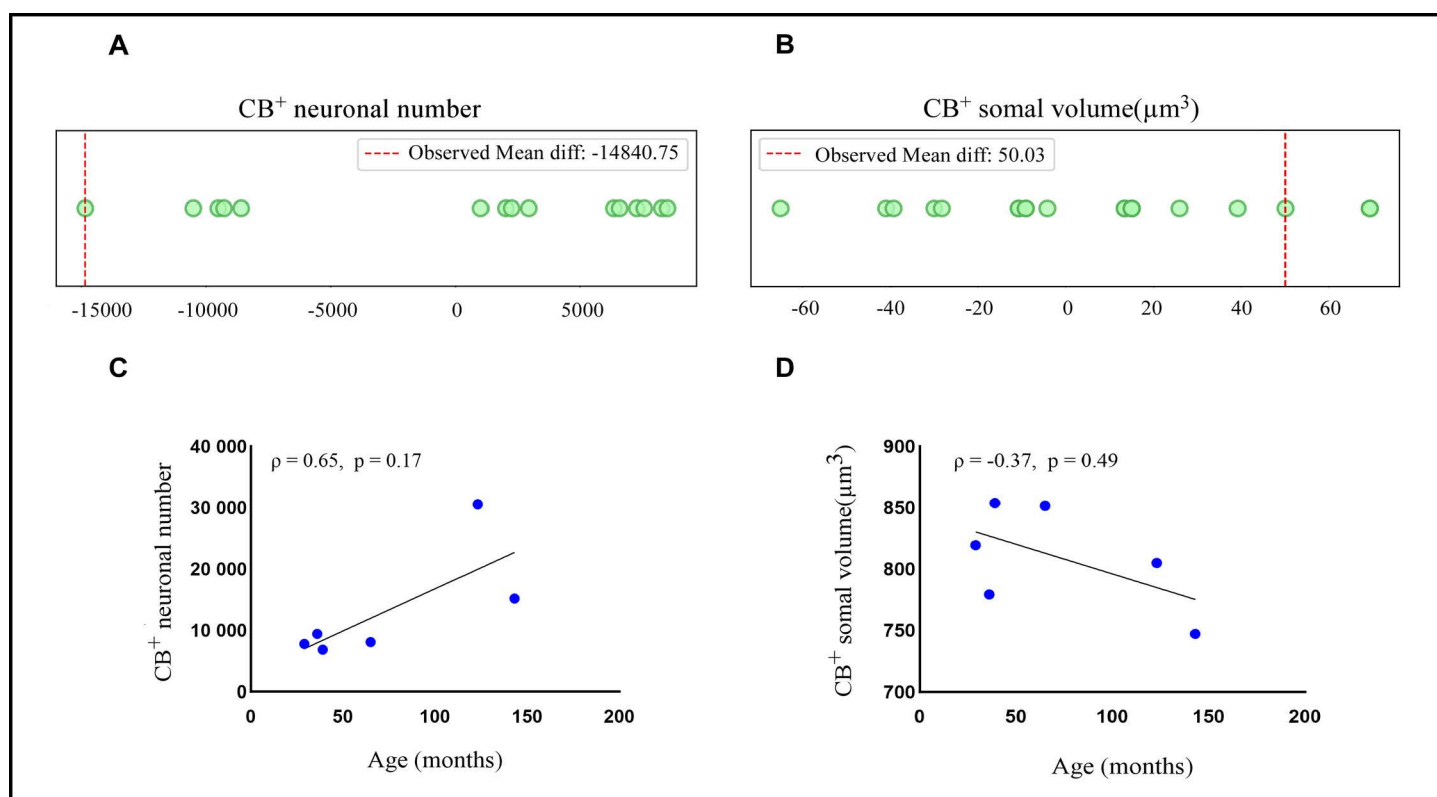 A
CB⁺ neuronal number
Observed Mean diff: -14840.75
-15000 -10000 -5000 0 5000
B
CB⁺ somal volume(µm³)
Observed Mean diff: 50.03
-60 -40 -20 0 20 40 60
C
ρ = 0.65, p = 0.17
CB⁺ neuronal number
40 000
30 000
20 000
10 000
0
0 50 100 150 200
Age (months)
D
ρ = -0.37, p = 0.49
CB⁺ somal volume(µm³)
900
850
800
750
700
0 50 100 150 200
Age (months)